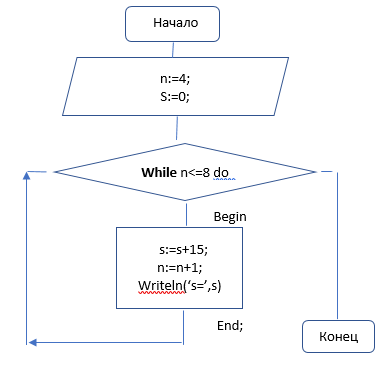 Начало
n:=4;
S:=0;
While n<=8 do
Begin
s:=s+15;
n:=n+1;
Writeln(‘s=’,s)
End;
Конец